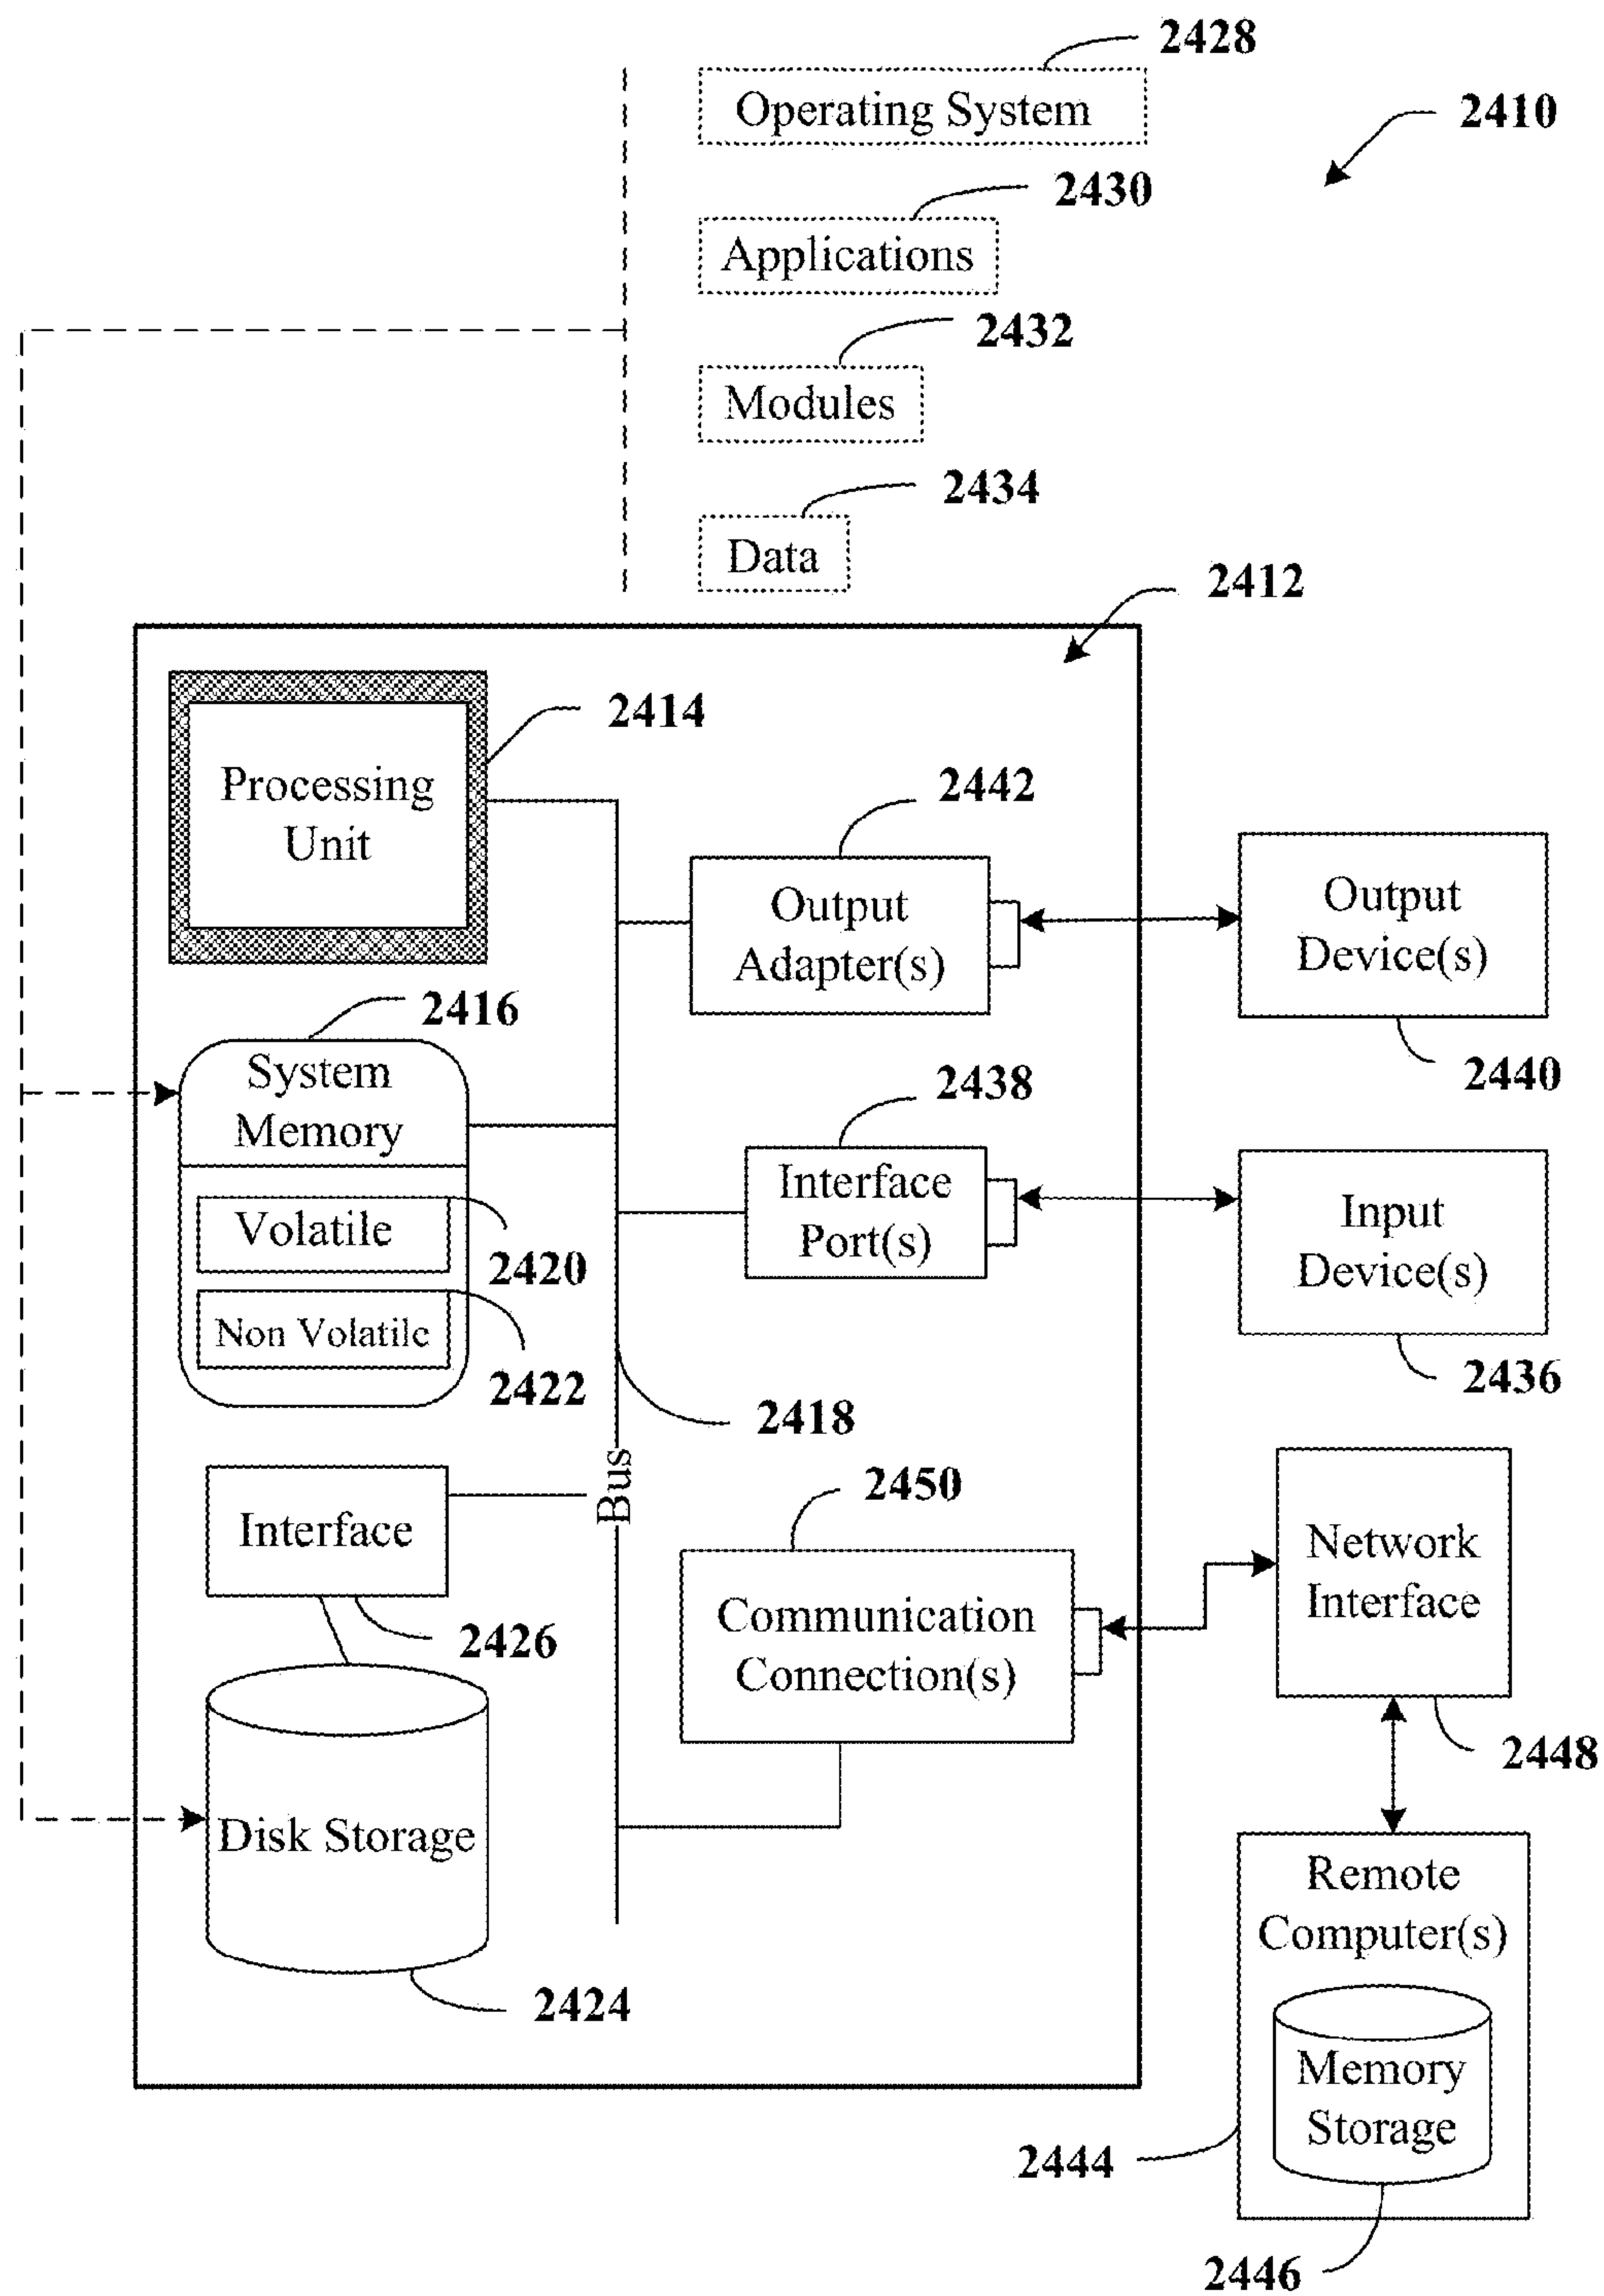 2428
Operating System
2410
2430
Applications
2432
Modules
2434
Data
2412
2414
Processing
Unit
2442
Output
Adapter(s)
Output
Device(s)
2440
2416
System
Memory
2438
Interface
Port(s)
Input
Device(s)
2436
Volatile
2420
Non Volatile
2422
2418
Bus
2450
Interface
2426
Communication
Connection(s)
Network
Interface
2448
Disk Storage
2424
Remote
Computer(s)
Memory
Storage
2444
2446